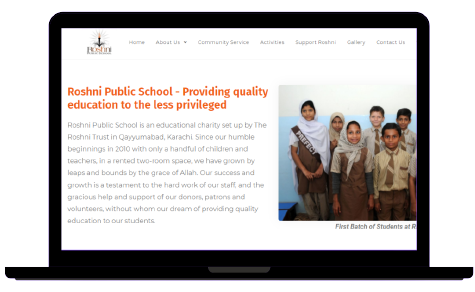 Roshni
Home About Us Community Service Activities Support Roshni Gallery Contact Us
Roshni Public School - Providing quality
education to the less privileged
Roshni Public School is an educational charity set up by The
Roshni Trust in Qayyumabad, Karachi. Since our humble
beginnings in 2010 with only a handful of children and
teachers, in a rented two-room space, we have grown by
leaps and bounds by the grace of Allah. Our success and
growth is a testament to the hard work of our staff, and the
gracious help and support of our donors, patrons and
volunteers, without whom our dream of providing quality
education to our students.
First Batch of Students at R